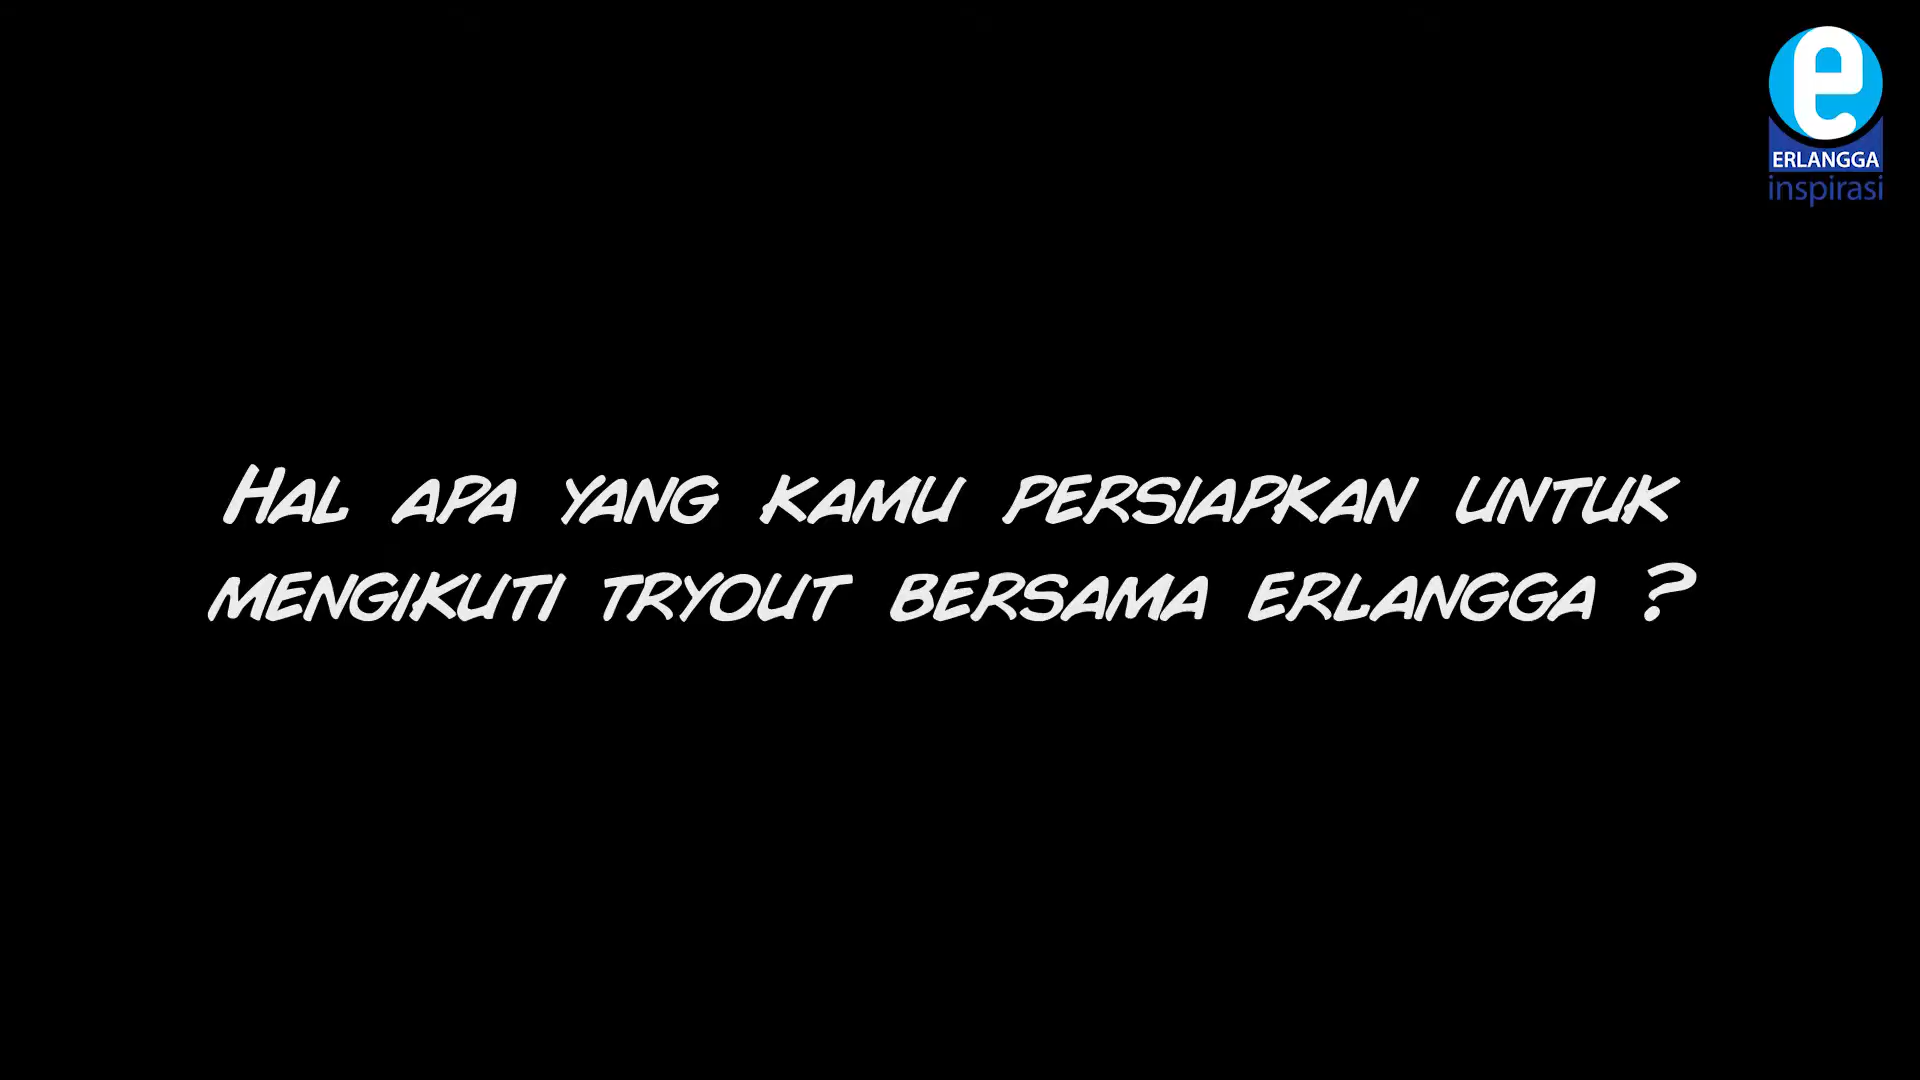 e
ERLANGGA
inspirasi
HAL APA YANG KAMU PERSIAPKAN UNTUK
MENGIKUTI TRYOUT BERSAMA ERLANGGA ?